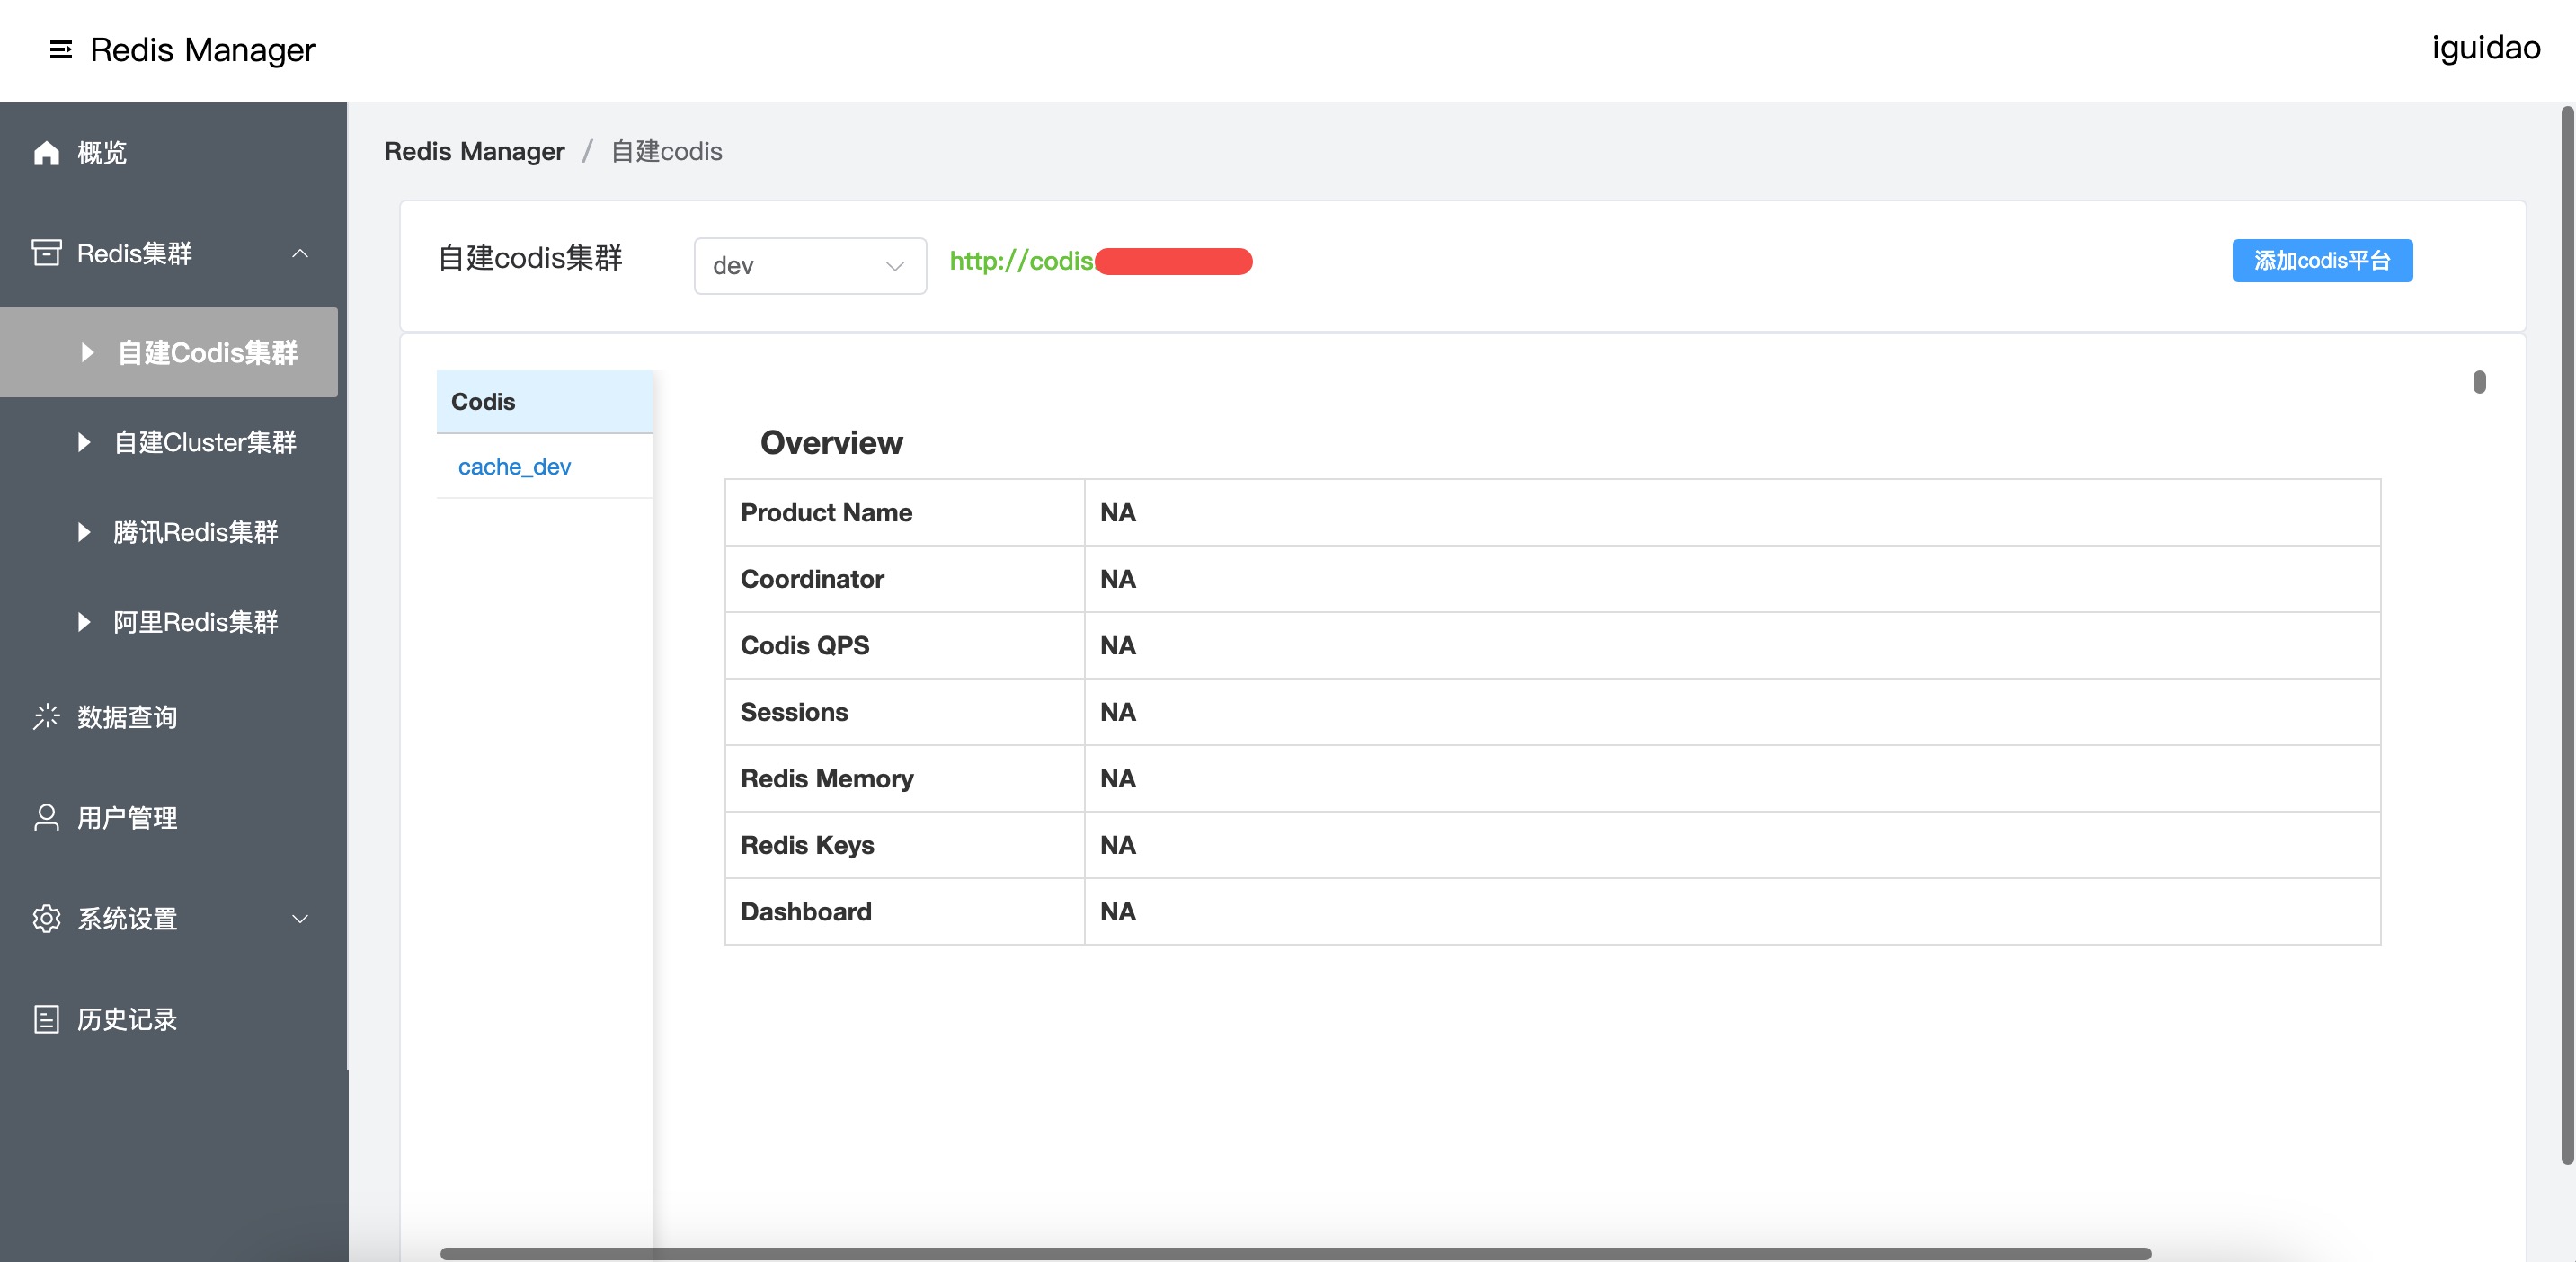 Redis Manager
iguidao
概览
Redis集群
自建Codis集群
自建Cluster集群
腾讯Redis集群
阿里Redis集群
数据查询
用户管理
系统设置
历史记录
Redis Manager / 自建codis
自建codis集群
dev
http://codis
添加codis平台
Codis
cache_dev
Overview
Product Name NA
Coordinator NA
Codis QPS NA
Sessions NA
Redis Memory NA
Redis Keys NA
Dashboard NA